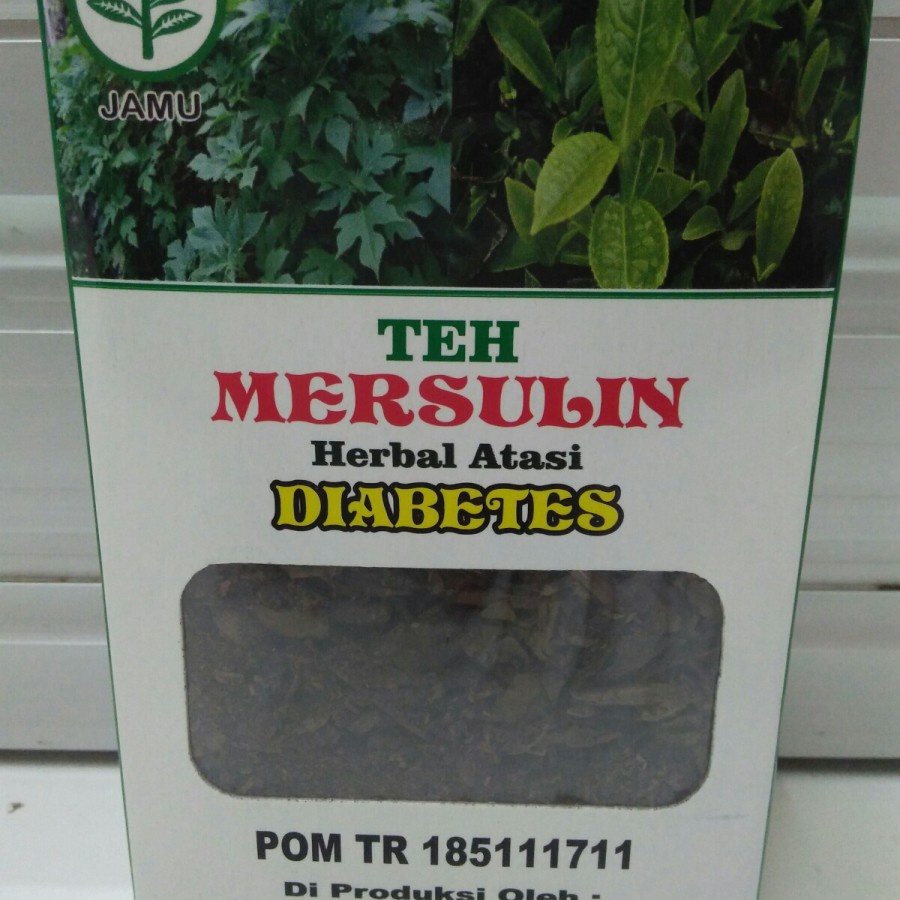 JAMU
TEH
MERSULIN
Herbal Atasi
DIABETES
POM TR 185111711
Di Produksi Oleh :